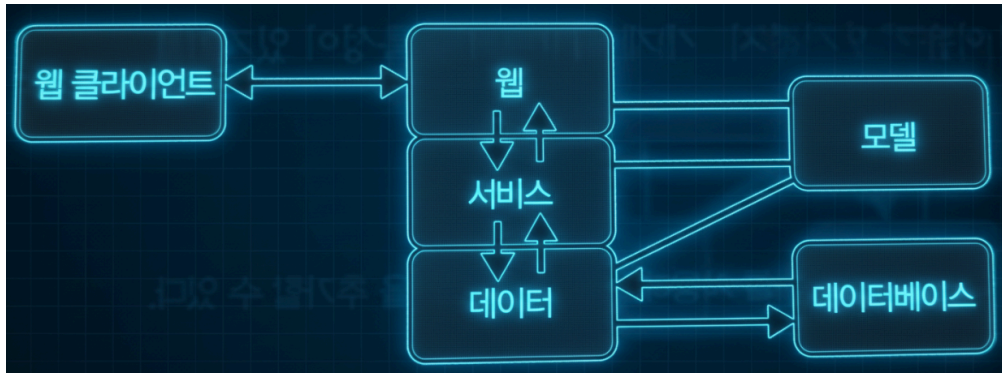 웹 클라이언트
웹
서비스
데이터
모델
데이터베이스